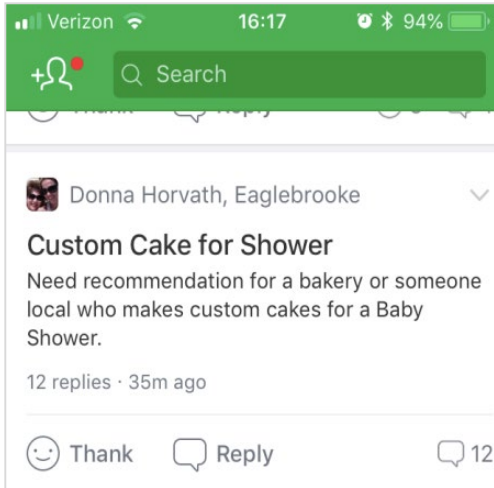 Verizon 16:17 94%
Search
Donna Horvath, Eaglebrooke
Custom Cake for Shower
Need recommendation for a bakery or someone
local who makes custom cakes for a Baby
Shower.
12 replies · 35m ago
Thank Reply 12